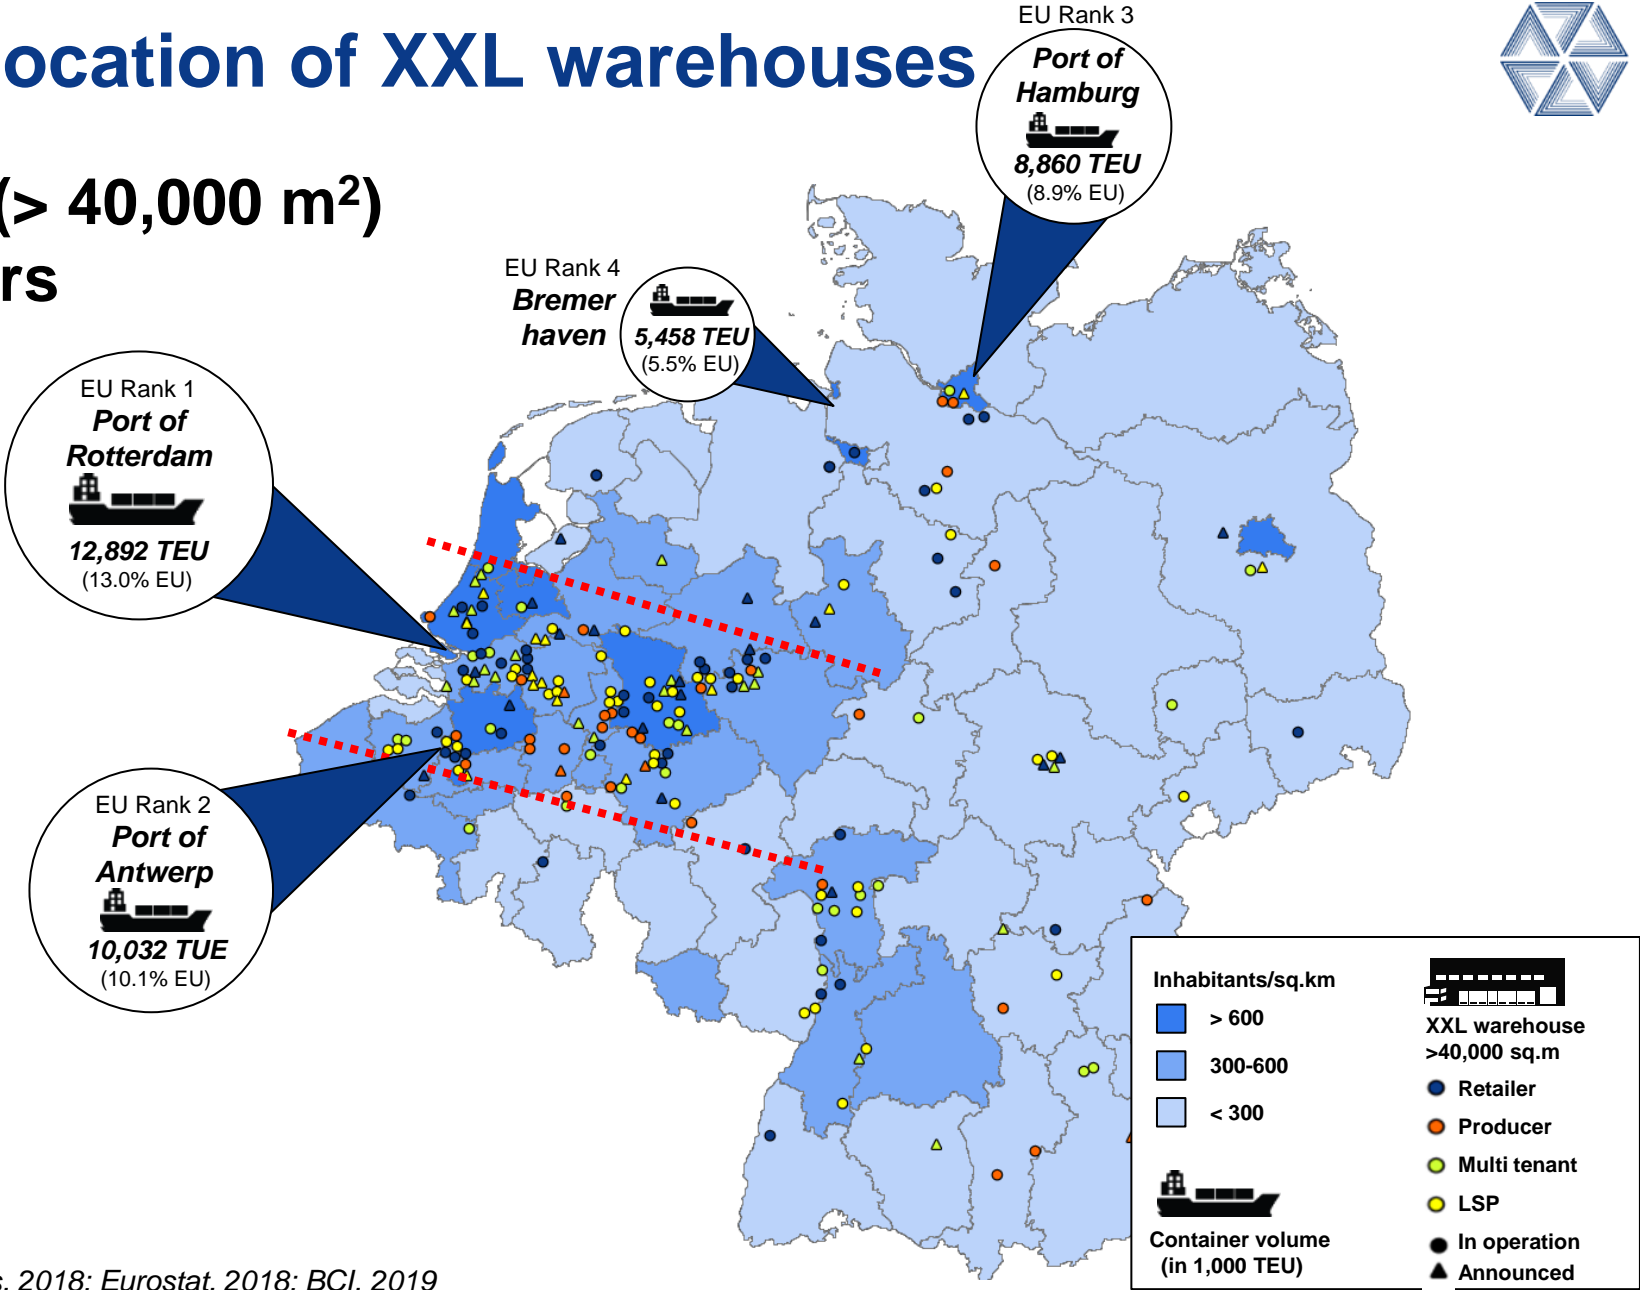 ocation of XXL warehouses
(> 40,000 m²)
rs
EU Rank 3
Port of
Hamburg
8,860 TEU
(8.9% EU)
EU Rank 4
Bremer
haven
5,458 TEU
(5.5% EU)
EU Rank 1
Port of
Rotterdam
12,892 TEU
(13.0% EU)
EU Rank 2
Port of
Antwerp
10,032 TUE
(10.1% EU)
Inhabitants/sq.km
> 600
300-600
< 300
Container volume
(in 1,000 TEU)
XXL warehouse
>40,000 sq.m
Retailer
Producer
Multi tenant
LSP
In operation
Announced
s, 2018; Eurostat, 2018; BCI, 2019